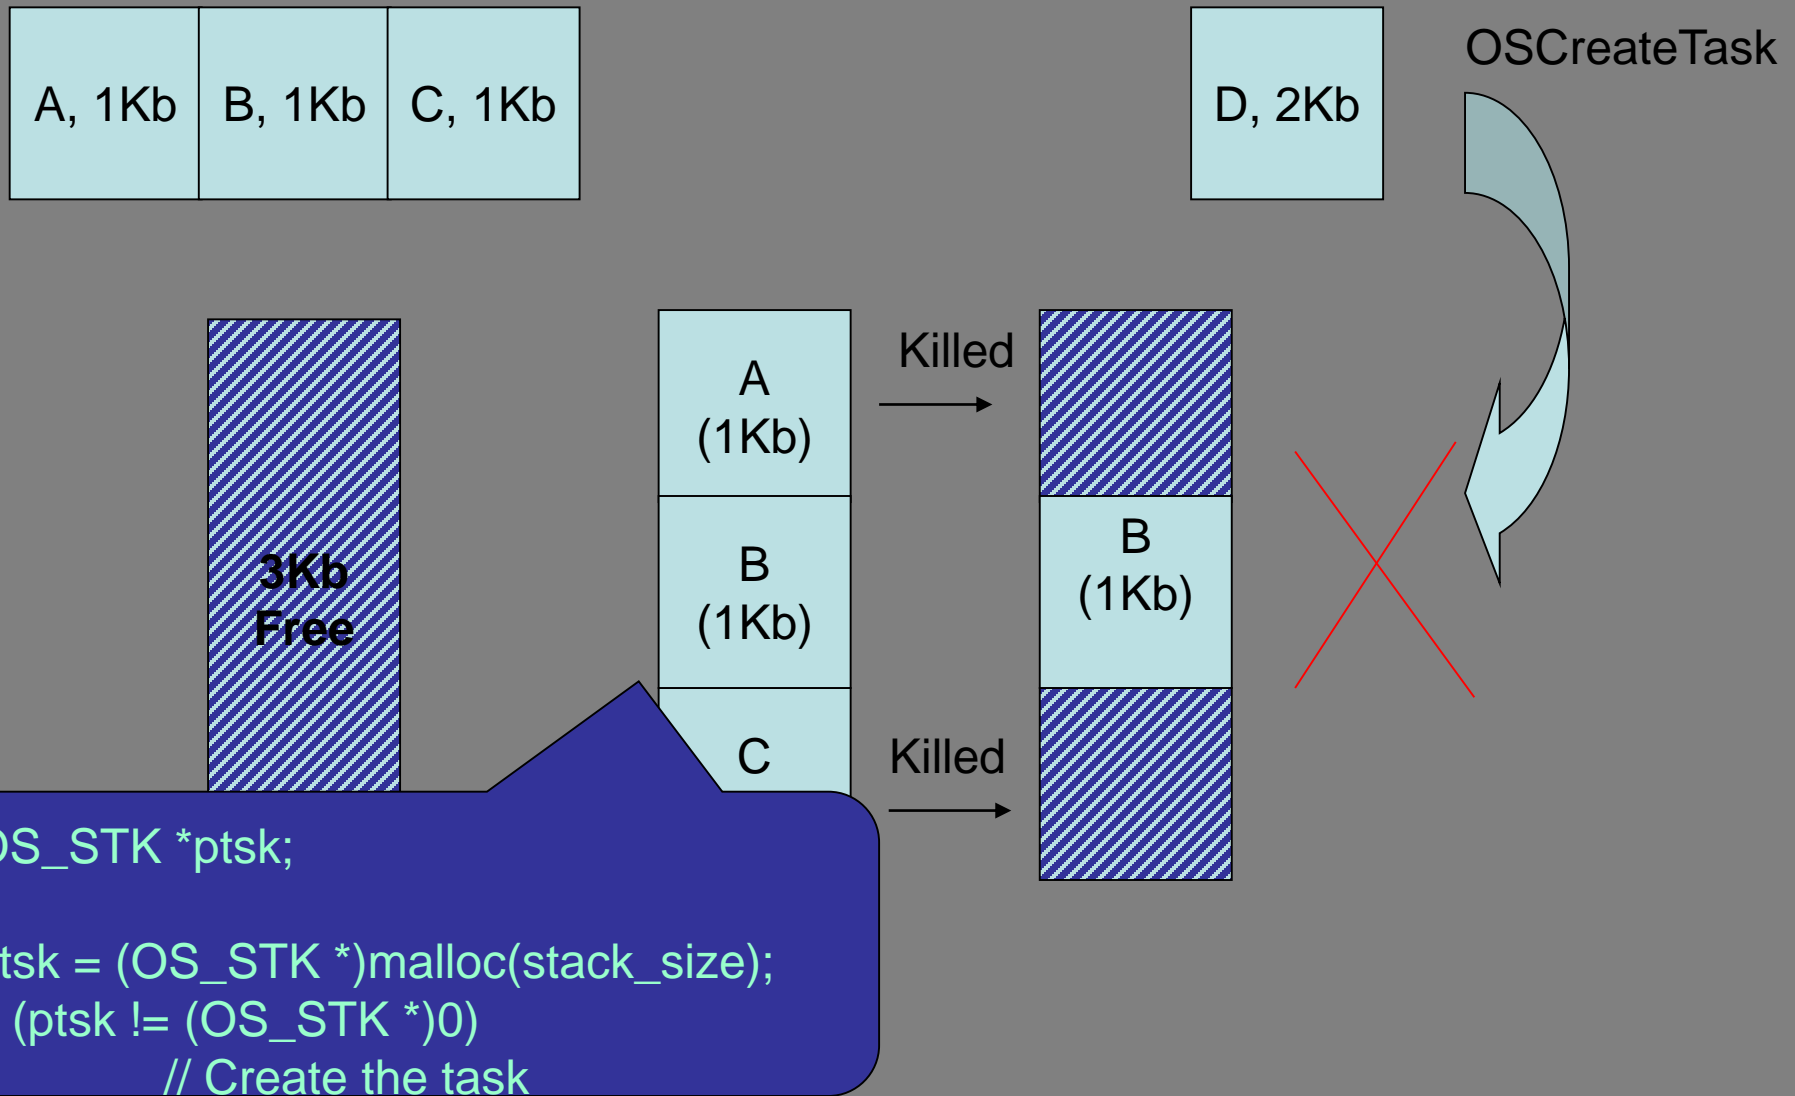 A, 1Kb
B, 1Kb
C, 1Kb
D, 2Kb
OSCreateTask
3Kb
Free
A
(1Kb)
B
(1Kb)
C
Killed
Killed
B
(1Kb)
OS_STK *ptsk;
tsk = (OS_STK *)malloc(stack_size);
(ptsk != (OS_STK *)0)
// Create the task